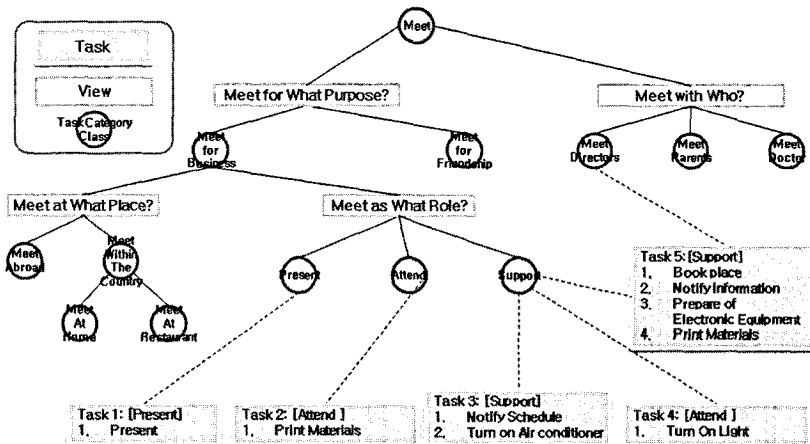 Meet
Task
View
Task Category
Class
Meet for What Purpose?
Meet with Who?
Meet
for
Business
Meet
for
Friendship
Meet
Directors
Meet
Parents
Meet
Doctor
Meet at What Place?
Meet as What Role?
Meet
Abroad
Meet
Within
The
Country
Present
Attend
Support
Meet
At
Home
Meet
At
Restaurant
Task 5: [Support]
1. Book place
2. Notify Information
3. Prepare of
Electronic Equipment
4. Print Materials
Task 1: [Present]
1. Present
Task 2: [Attend ]
1. Print Materials
Task 3: [Support]
1. Notify Schedule
2. Turn on Air conditioner
Task 4: [Attend ]
1. Turn On Light